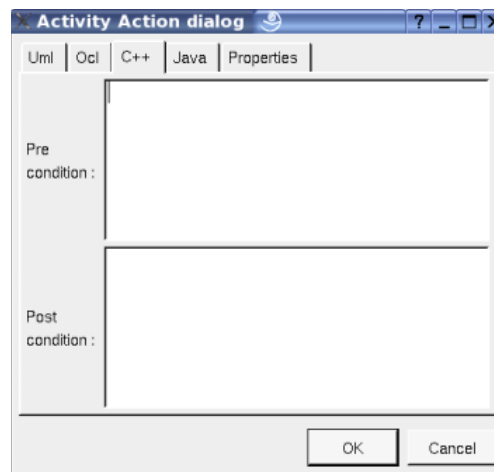 Activity Action dialog
Uml Ocl C++ Java Properties
Pre
condition :
Post
condition :
OK Cancel